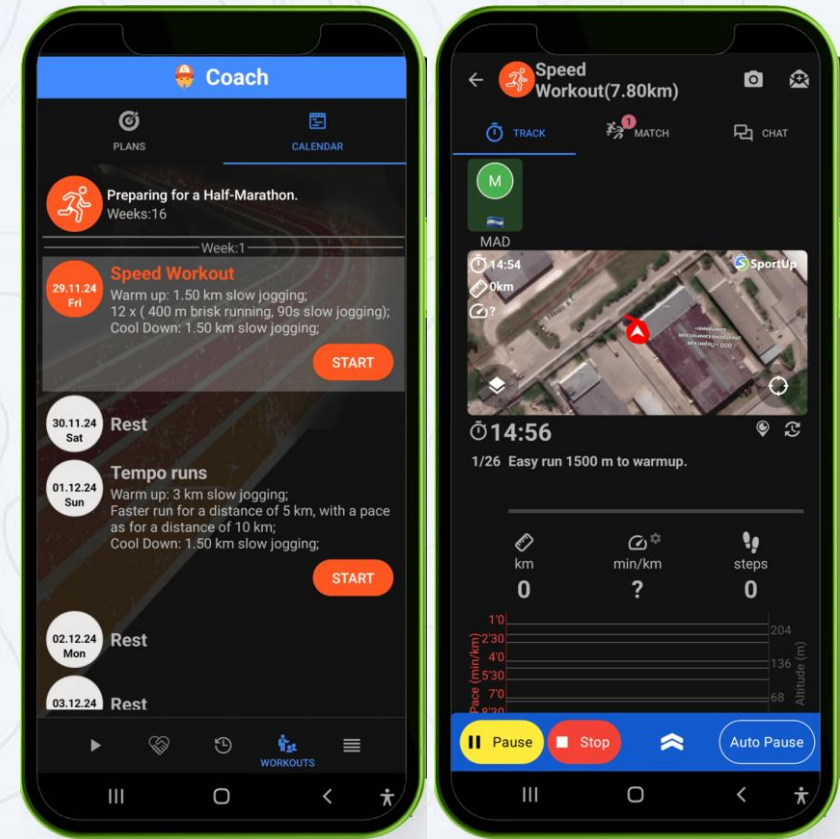 Coach
PLANS
CALENDAR
Preparing for a Half-Marathon.
Weeks:16
Week:1
29.11.24
Fri
Speed Workout
Warm up: 1.50 km slow jogging;
12 x ( 400 m brisk running, 90s slow jogging);
Cool Down: 1.50 km slow jogging;
START
30.11.24
Sat
Rest
01.12.24
Sun
Tempo runs
Warm up: 3 km slow jogging;
Faster run for a distance of 5 km, with a pace
as for a distance of 10 km;
Cool Down: 1.50 km slow jogging;
START
02.12.24
Mon
Rest
03.12.24
Rest
WORKOUTS
Speed
Workout(7.80km)
TRACK
1
MATCH
CHAT
M
MAD
14:54
0km
?
SportUp
14:56
1/26 Easy run 1500 m to warmup.
km
min/km
steps
0
?
0
Pace (min/km)
1'0
2'30
4'0
5'30
7'0
8'30
204
136
68
Altitude (m)
Pause
Stop
Auto Pause